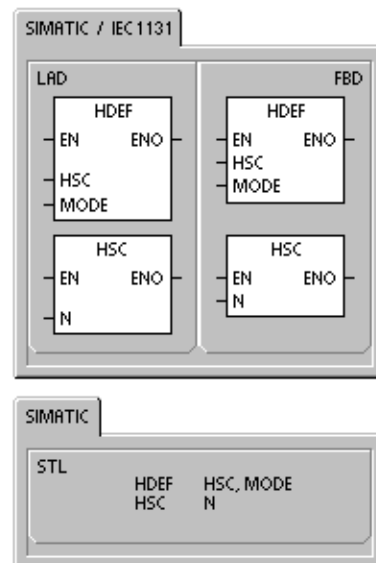 SIMATIC / IEC1131
LAD
HDEF
EN ENO
HSC
MODE
HSC
EN ENO
N
FBD
HDEF
EN ENO
HSC
MODE
HSC
EN ENO
N
SIMATIC
STL
HDEF HSC, MODE
HSC N